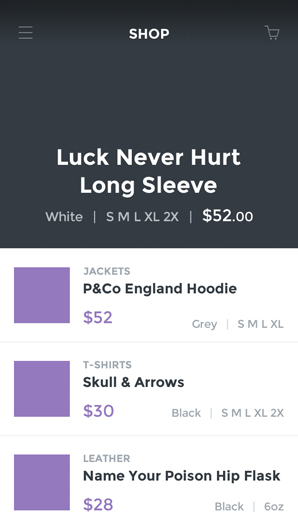 SHOP
Luck Never Hurt
Long Sleeve
White | S M L XL 2X | $52.00
JACKETS
P&Co England Hoodie
$52
Grey | S M L XL
T-SHIRTS
Skull & Arrows
$30
Black | S M L XL 2X
LEATHER
Name Your Poison Hip Flask
$28
Black | 6oz